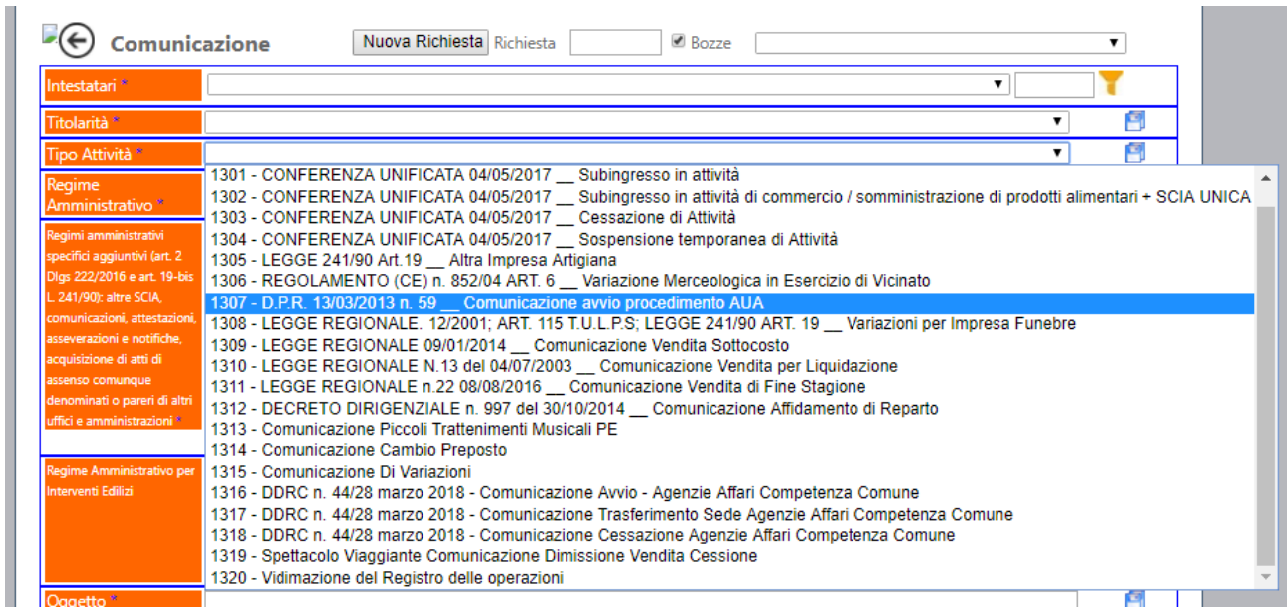 Comunicazione Nuova Richiesta Richiesta Bozze
Intestatari *
Titolarità *
Tipo Attività *
1301 - CONFERENZA UNIFICATA 04/05/2017 __ Subingresso in attività
1302 - CONFERENZA UNIFICATA 04/05/2017 __ Subingresso in attività di commercio / somministrazione di prodotti alimentari + SCIA UNICA
1303 - CONFERENZA UNIFICATA 04/05/2017 __ Cessazione di Attività
1304 - CONFERENZA UNIFICATA 04/05/2017 __ Sospensione temporanea di Attività
1305 - LEGGE 241/90 Art.19 __ Altra Impresa Artigiana
1306 - REGOLAMENTO (CE) n. 852/04 ART. 6 __ Variazione Merceologica in Esercizio di Vicinato
1307 - D.P.R. 13/03/2013 n. 59 __ Comunicazione avvio procedimento AUA
1308 - LEGGE REGIONALE. 12/2001; ART. 115 T.U.L.P.S; LEGGE 241/90 ART. 19 __ Variazioni per Impresa Funebre
1309 - LEGGE REGIONALE 09/01/2014 __ Comunicazione Vendita Sottocosto
1310 - LEGGE REGIONALE N.13 del 04/07/2003 __ Comunicazione Vendita per Liquidazione
1311 - LEGGE REGIONALE n.22 08/08/2016 __ Comunicazione Vendita di Fine Stagione
1312 - DECRETO DIRIGENZIALE n. 997 del 30/10/2014 __ Comunicazione Affidamento di Reparto
1313 - Comunicazione Piccoli Trattenimenti Musicali PE
1314 - Comunicazione Cambio Preposto
1315 - Comunicazione Di Variazioni
1316 - DDRC n. 44/28 marzo 2018 - Comunicazione Avvio - Agenzie Affari Competenza Comune
1317 - DDRC n. 44/28 marzo 2018 - Comunicazione Trasferimento Sede Agenzie Affari Competenza Comune
1318 - DDRC n. 44/28 marzo 2018 - Comunicazione Cessazione Agenzie Affari Competenza Comune
1319 - Spettacolo Viaggiante Comunicazione Dimissione Vendita Cessione
1320 - Vidimazione del Registro delle operazioni
Regime
Amministrativo *
Regimi amministrativi
specifici aggiuntivi (art. 2
Dlgs 222/2016 e art. 19-bis
L. 241/90): altre SCIA,
comunicazioni, attestazioni,
asseverazioni e notifiche,
acquisizione di atti di
assenso comunque
denominati o pareri di altri
uffici e amministrazioni *
Regime Amministrativo per
Interventi Edilizi
Oggetto *